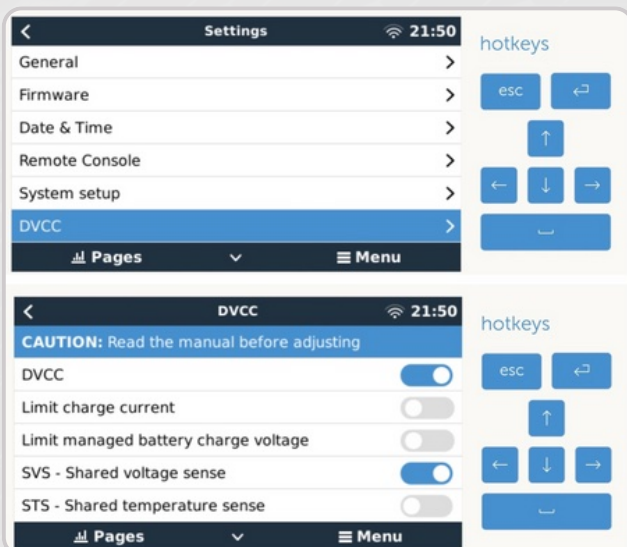 Settings 21:50
General
Firmware
Date & Time
Remote Console
System setup
DVCC
Pages Menu
hotkeys
esc
DVCC 21:50
CAUTION: Read the manual before adjusting
DVCC
Limit charge current
Limit managed battery charge voltage
SVS - Shared voltage sense
STS - Shared temperature sense
Pages Menu
hotkeys
esc